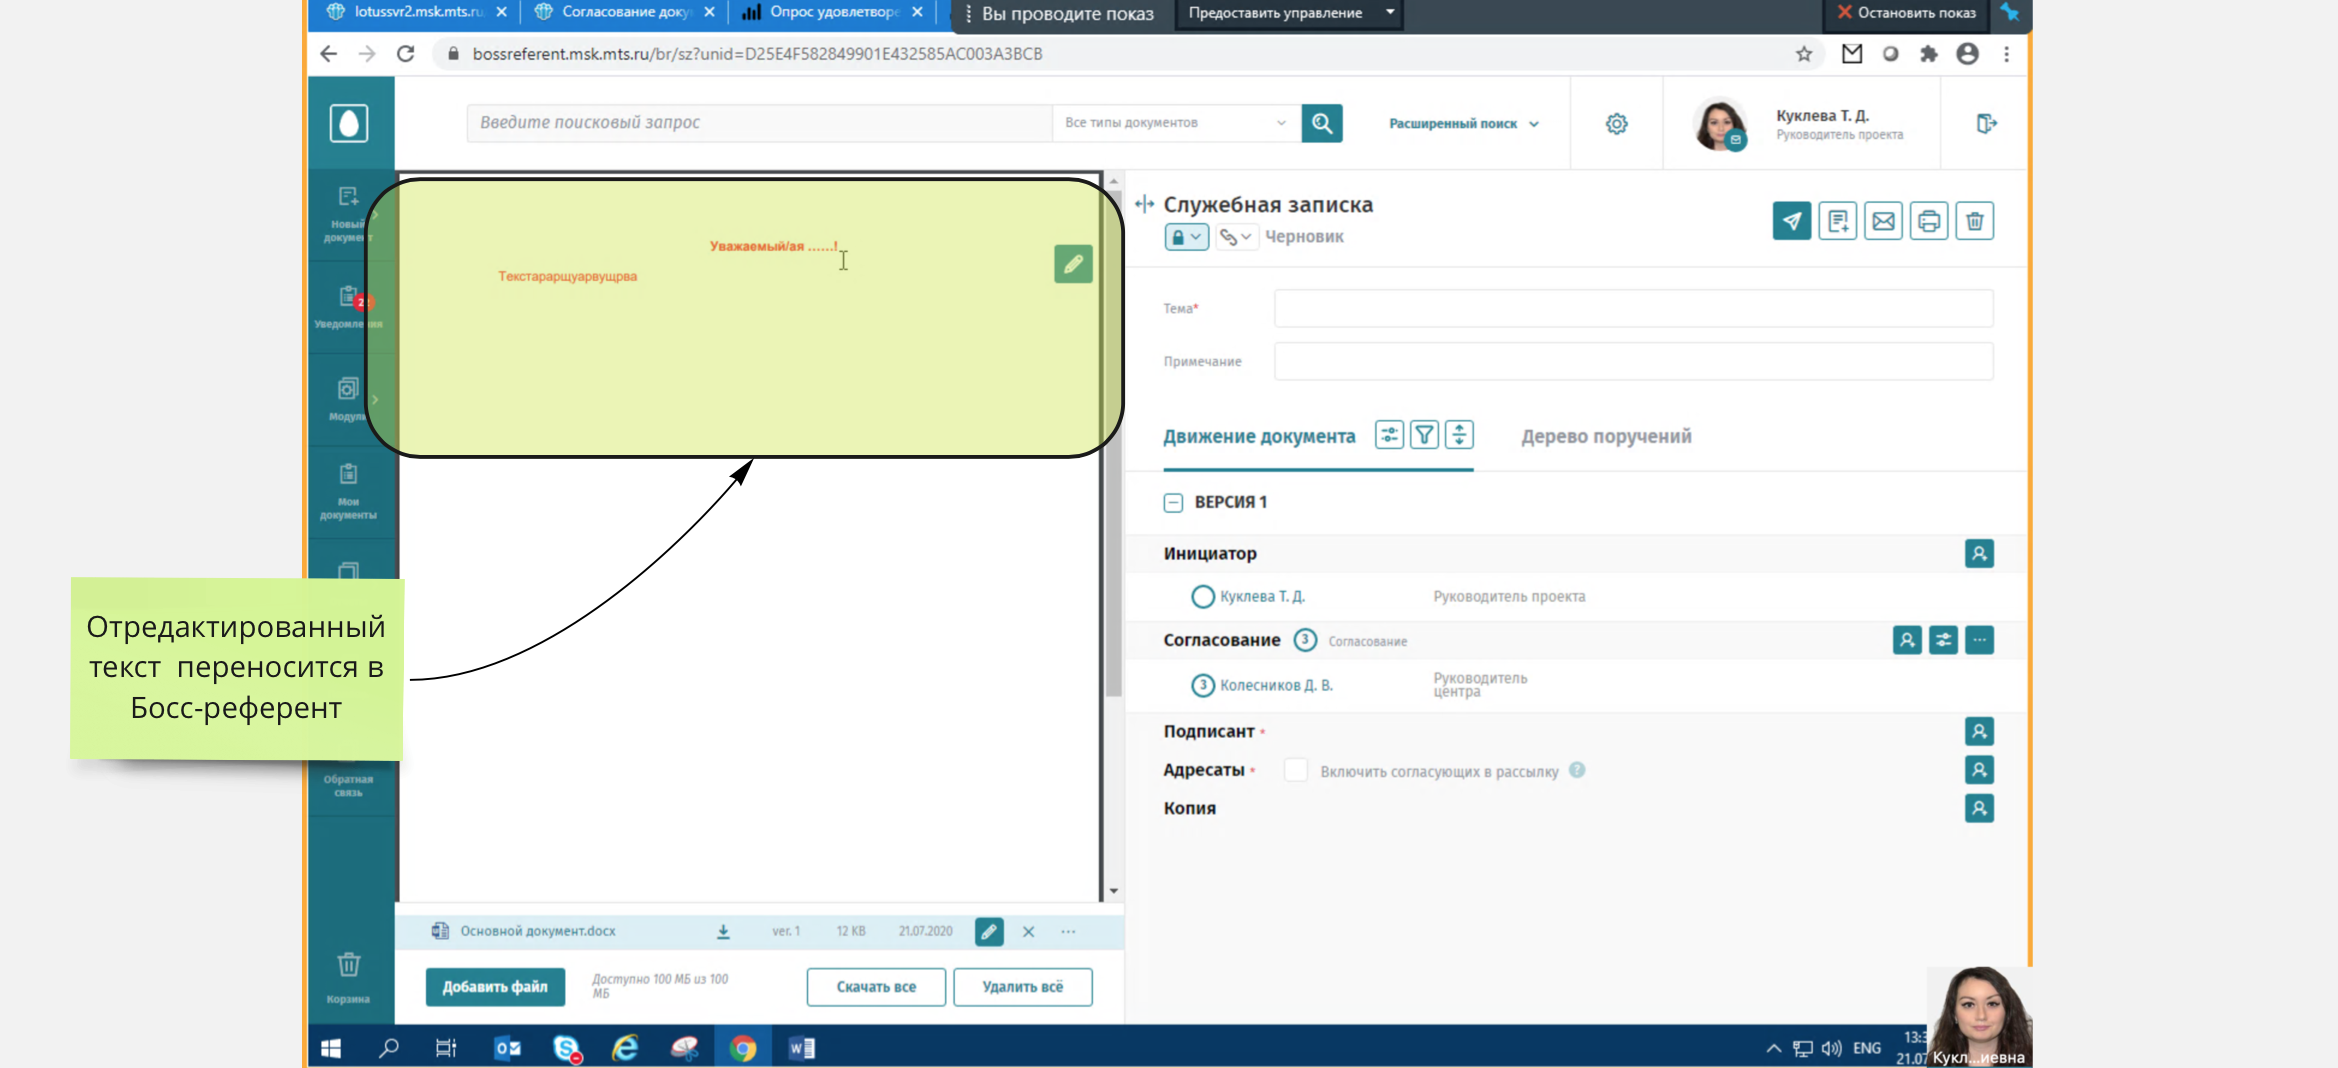 lotussvr2.msk.mts.ru
Согласование доку
Опрос удовлетворе
Вы проводите показ
Предоставить управление
Остановить показ
bossreferent.msk.mts.ru/br/sz?unid=D25E4F582849901E432585AC003A3BCB
Введите поисковый запрос
Все типы документов
Расширенный поиск
Куклева Т. Д.
Руководитель проекта
Новый
документ
Уведомления
Модули
Мои
документы
Обратная
связь
Корзина
Уважаемый/ая ......!
Текстарарщуарвущрва
Отредактированный
текст переносится в
Босс-референт
Служебная записка
Черновик
Тема*
Примечание
Движение документа
Дерево поручений
ВЕРСИЯ 1
Инициатор
Куклева Т. Д.
Руководитель проекта
Согласование 3 Согласование
3 Колесников Д. В.
Руководитель
центра
Подписант *
Адресаты *
Включить согласующих в рассылку ?
Копия
Основной документ.docx
ver. 1
12 KB
21.07.2020
Добавить файл
Доступно 100 МБ из 100
МБ
Скачать все
Удалить всё
ENG
13:3
21.07
Кукл...иевна